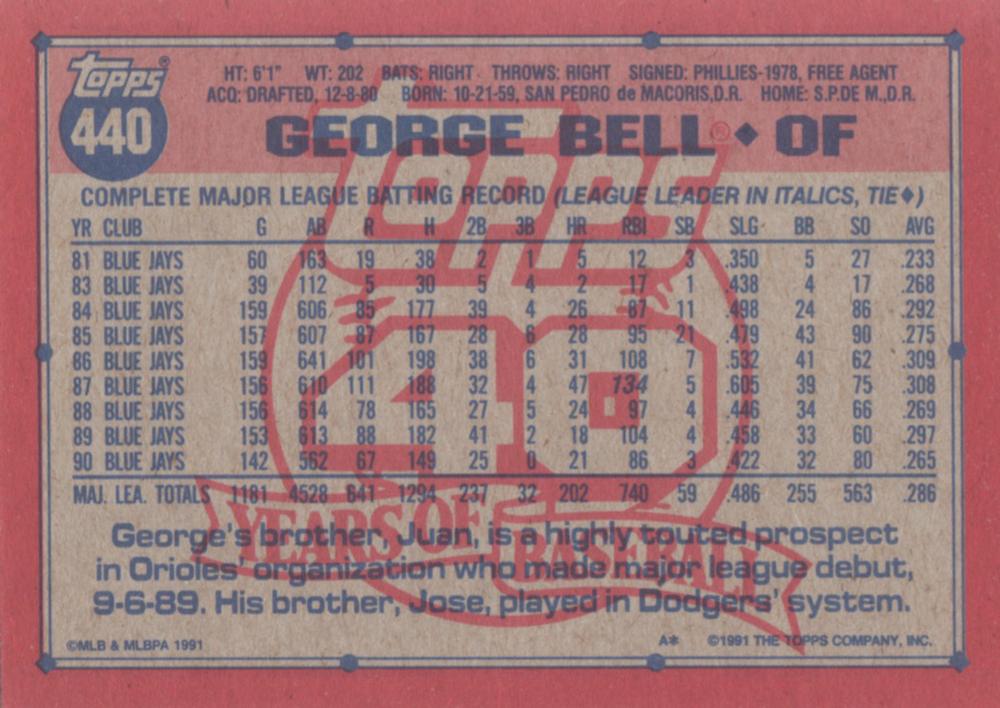 Topps®
440
HT: 6'1" WT: 202 BATS: RIGHT THROWS: RIGHT SIGNED: PHILLIES-1978, FREE AGENT
ACQ: DRAFTED, 12-8-80 BORN: 10-21-59, SAN PEDRO de MACORIS,D.R. HOME: S.P.DE M.,D.R.
GEORGE BELL ◆ OF
Topps®
COMPLETE MAJOR LEAGUE BATTING RECORD (LEAGUE LEADER IN ITALICS, TIE◆)
YR CLUB G AB R H 2B 3B HR RBI SB SLG BB SO AVG
81 BLUE JAYS 60 163 19 38 2 1 5 12 3 .350 5 27 .233
83 BLUE JAYS 39 112 5 30 5 4 2 17 1 .438 4 17 .268
84 BLUE JAYS 159 606 85 177 39 4 26 87 11 .498 24 86 .292
85 BLUE JAYS 157 607 87 167 28 6 28 95 21 .479 43 90 .275
86 BLUE JAYS 159 641 101 198 38 6 31 108 7 .532 41 62 .309
87 BLUE JAYS 156 610 111 188 32 4 47 134 5 .605 39 75 .308
88 BLUE JAYS 156 614 78 165 27 5 24 97 4 .446 34 66 .269
89 BLUE JAYS 153 613 88 182 41 2 18 104 4 .458 33 60 .297
90 BLUE JAYS 142 562 67 149 25 0 21 86 3 .422 32 80 .265
MAJ. LEA. TOTALS 1181 4528 641 1294 237 32 202 740 59 .486 255 563 .286
40
YEARS OF BASEBALL
George's brother, Juan, is a highly touted prospect
in Orioles' organization who made major league debut,
9-6-89. His brother, Jose, played in Dodgers' system.
©MLB & MLBPA 1991 A* ©1991 THE TOPPS COMPANY, INC.